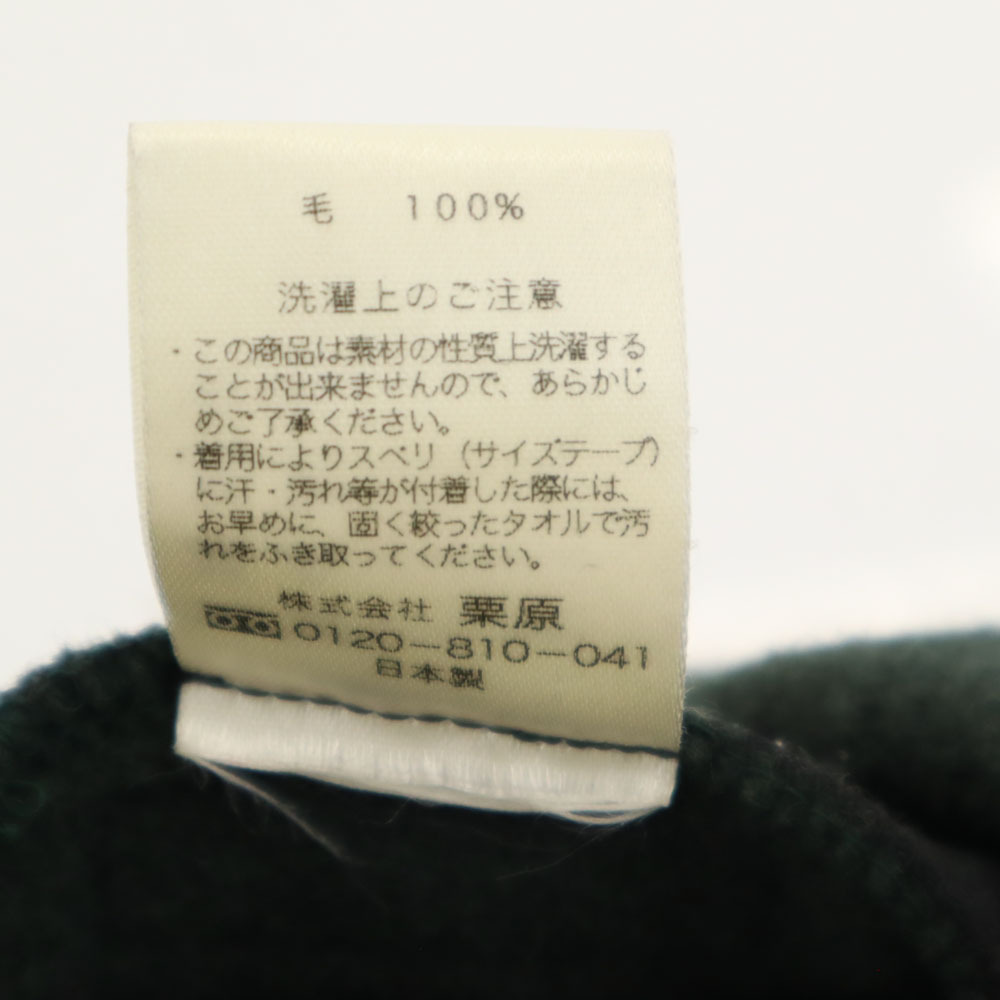 毛　100%
洗濯上のご注意
・この商品は素材の性質上洗濯する
ことが出来ませんので、あらかじ
めご了承ください。
・着用によりスベリ（サイズテープ）
に汗・汚れ等が付着した際には、
お早めに、固く絞ったタオルで汚
れをふき取ってください。
株式会社　栗原
0120−810−041
日本製